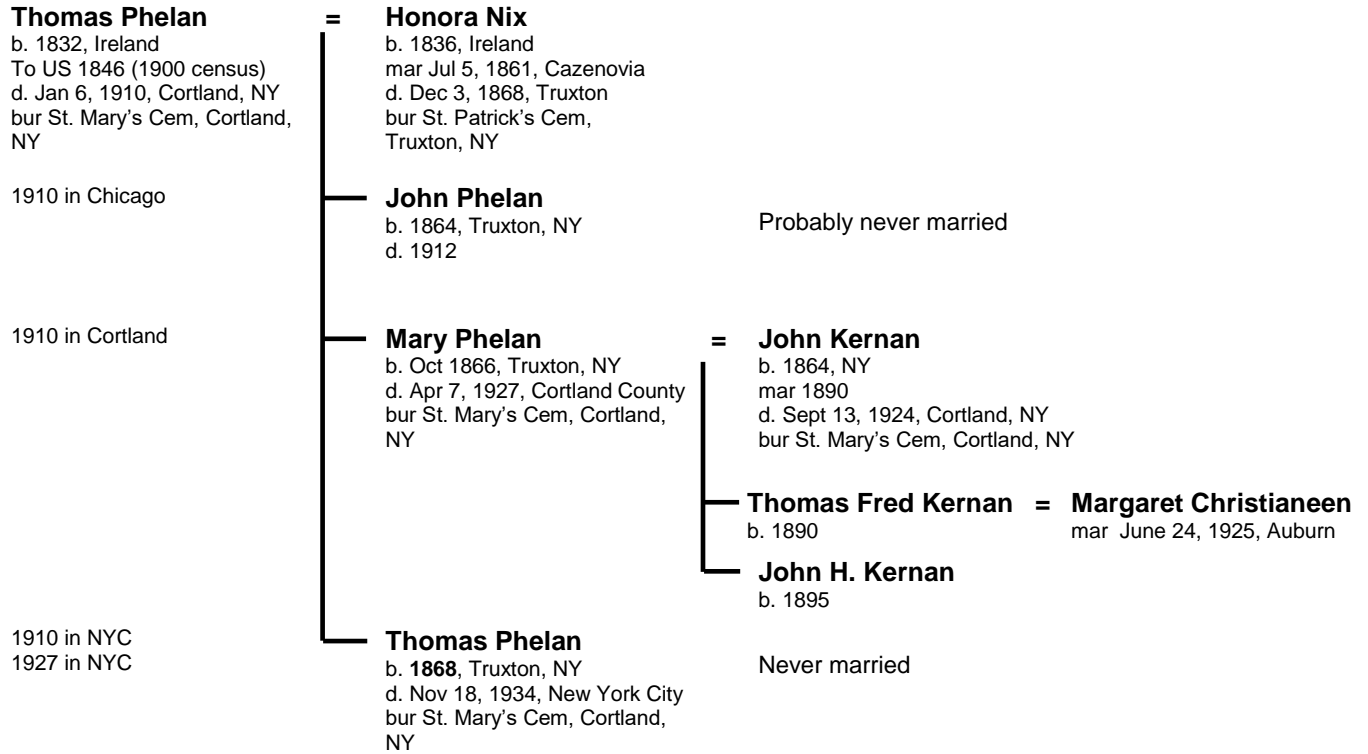 Thomas Phelan = Honora Nix
b. 1832, Ireland
To US 1846 (1900 census)
d. Jan 6, 1910, Cortland, NY
bur St. Mary’s Cem, Cortland,
NY
b. 1836, Ireland
mar Jul 5, 1861, Cazenovia
d. Dec 3, 1868, Truxton
bur St. Patrick’s Cem,
Truxton, NY
1910 in Chicago
John Phelan
b. 1864, Truxton, NY
d. 1912
Probably never married
1910 in Cortland
Mary Phelan = John Kernan
b. Oct 1866, Truxton, NY
d. Apr 7, 1927, Cortland County
bur St. Mary’s Cem, Cortland,
NY
b. 1864, NY
mar 1890
d. Sept 13, 1924, Cortland, NY
bur St. Mary’s Cem, Cortland, NY
Thomas Fred Kernan = Margaret Christianeen
b. 1890
mar June 24, 1925, Auburn
John H. Kernan
b. 1895
1910 in NYC
1927 in NYC
Thomas Phelan
b. 1868, Truxton, NY
d. Nov 18, 1934, New York City
bur St. Mary’s Cem, Cortland,
NY
Never married